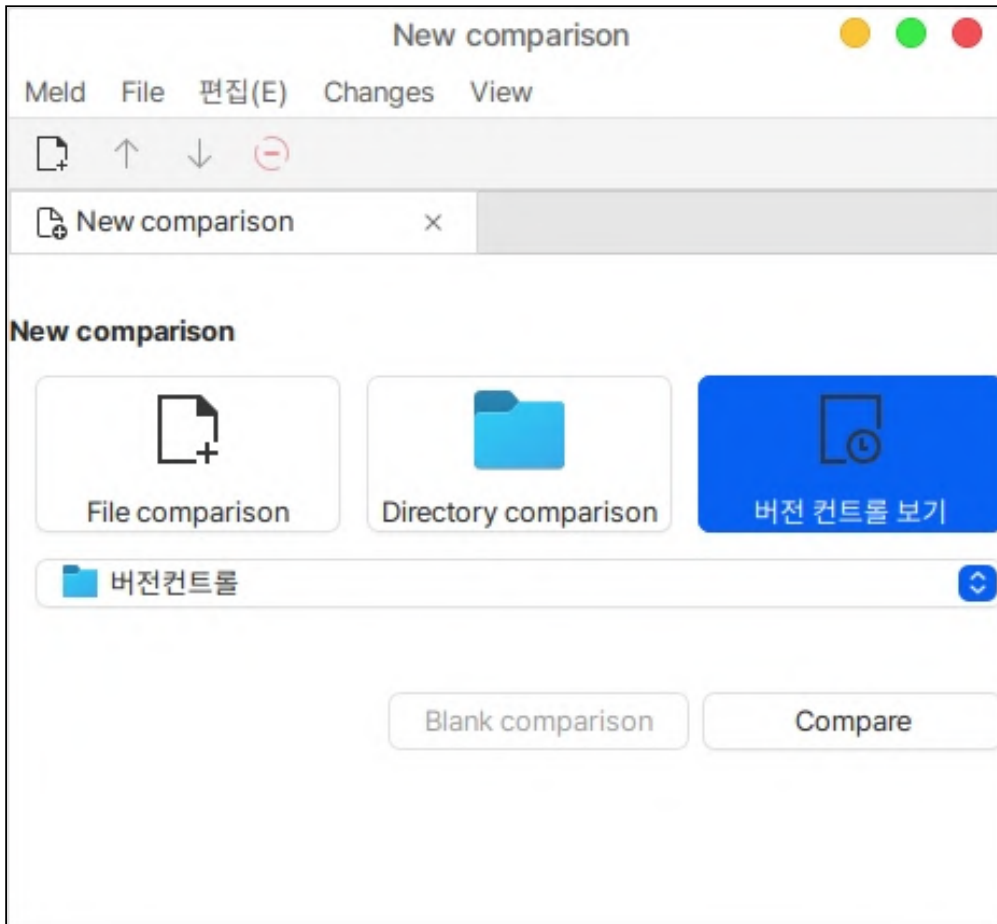 New comparison
Meld File 편집(E) Changes View
New comparison ×
New comparison
File comparison Directory comparison 버전 컨트롤 보기
버전컨트롤
Blank comparison Compare